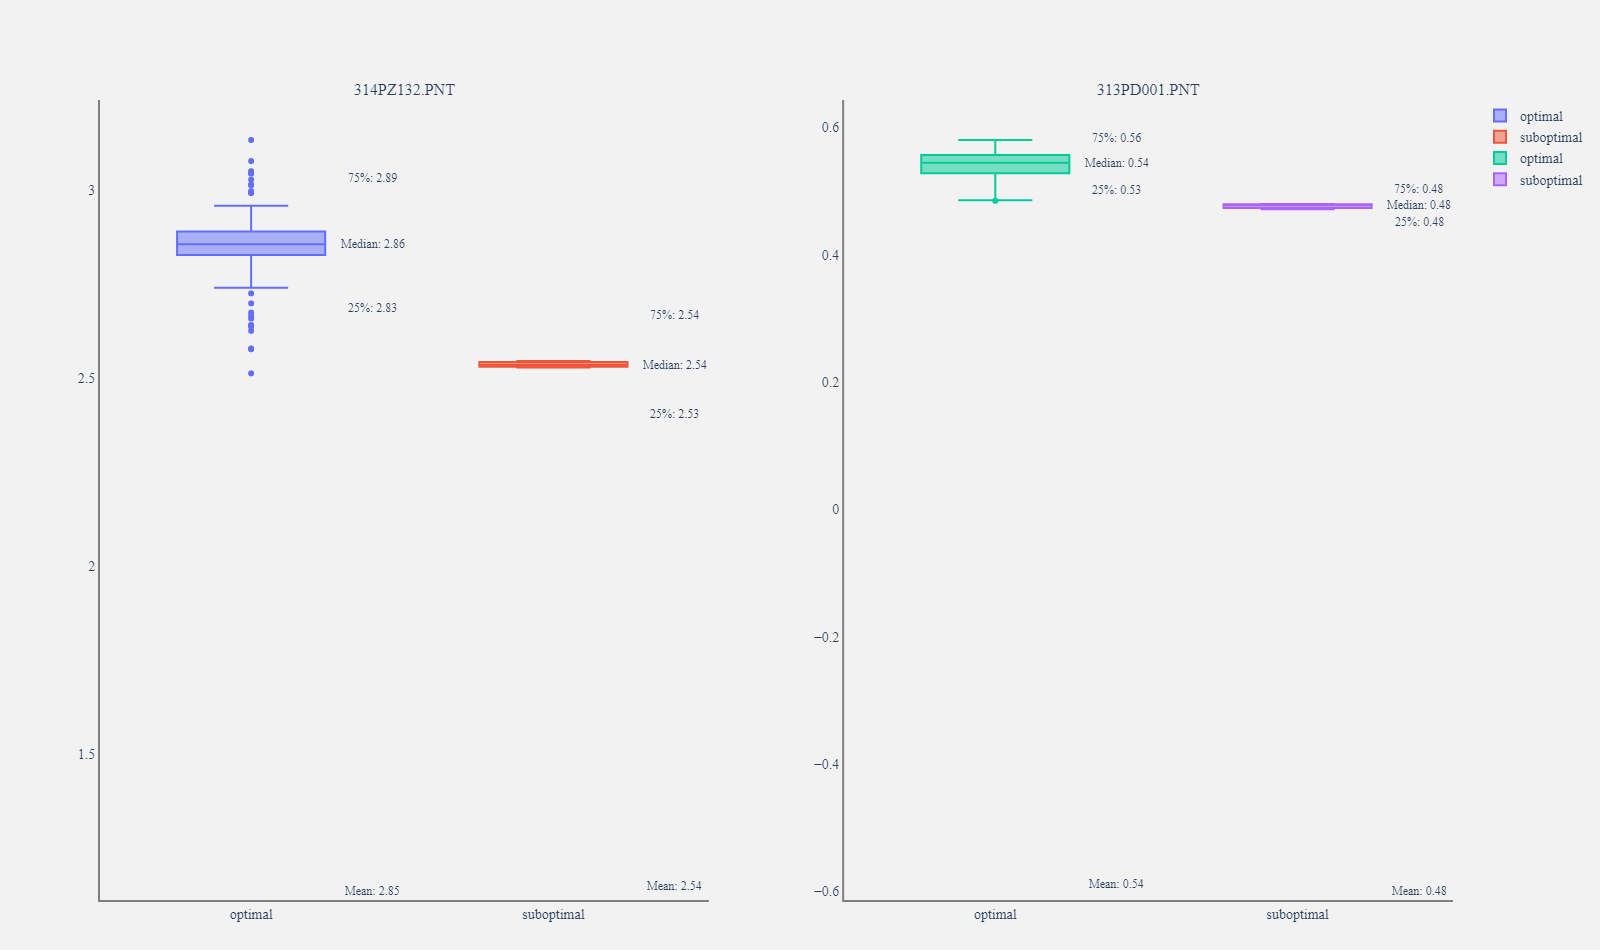 314PZ132.PNT
3
2.5
2
1.5
75%: 2.89
Median: 2.86
25%: 2.83
75%: 2.54
Median: 2.54
25%: 2.53
Mean: 2.85
Mean: 2.54
optimal
suboptimal
313PD001.PNT
0.6
0.4
0.2
0
−0.2
−0.4
−0.6
75%: 0.56
Median: 0.54
25%: 0.53
75%: 0.48
Median: 0.48
25%: 0.48
Mean: 0.54
Mean: 0.48
optimal
suboptimal
optimal
suboptimal
optimal
suboptimal